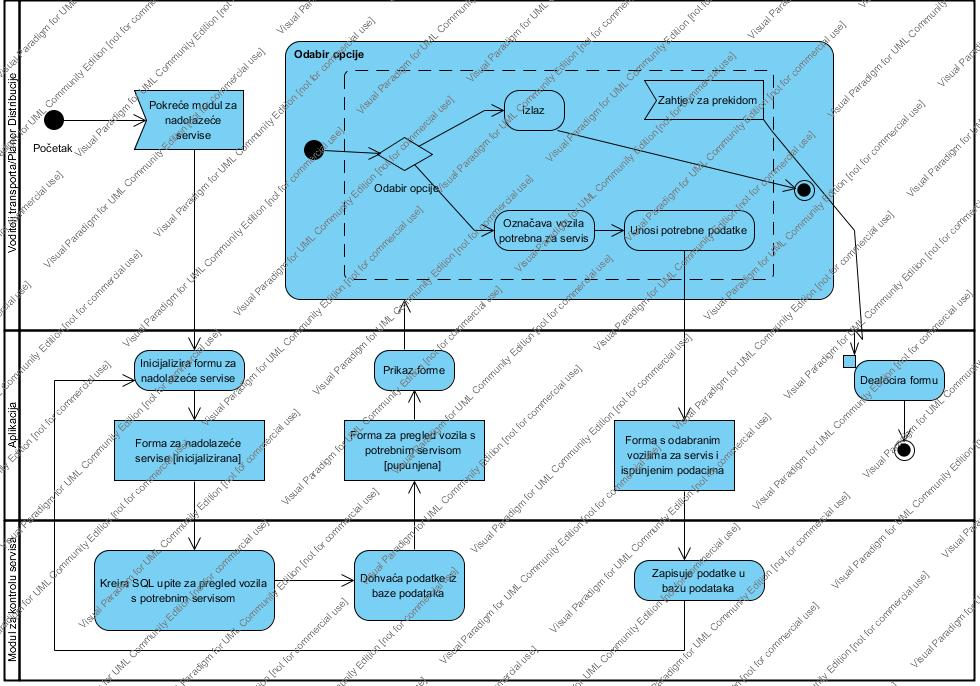 Voditelj transporta/Planer Distribucije
Početak
Pokreće modul za
nadolazeće
servise
Odabir opcije
Odabir opcije
Izlaz
Zahtjev za prekidom
Označava vozila
potrebna za servis
Unosi potrebne podatke
Aplikacija
Inicijalizira formu za
nadolazeće servise
Forma za nadolazeće
servise [inicijalizirana]
Prikaz forme
Forma za pregled vozila s
potrebnim servisom
[pupunjena]
Forma s odabranim
vozilima za servis i
ispunjenim podacima
Dealocira formu
Modul za kontrolu servisa
Kreira SQL upite za pregled vozila
s potrebnim servisom
Dohvaća podatke iz
baze podataka
Zapisuje podatke u
bazu podataka
Visual Paradigm for UML Community Edition [not for commercial use]